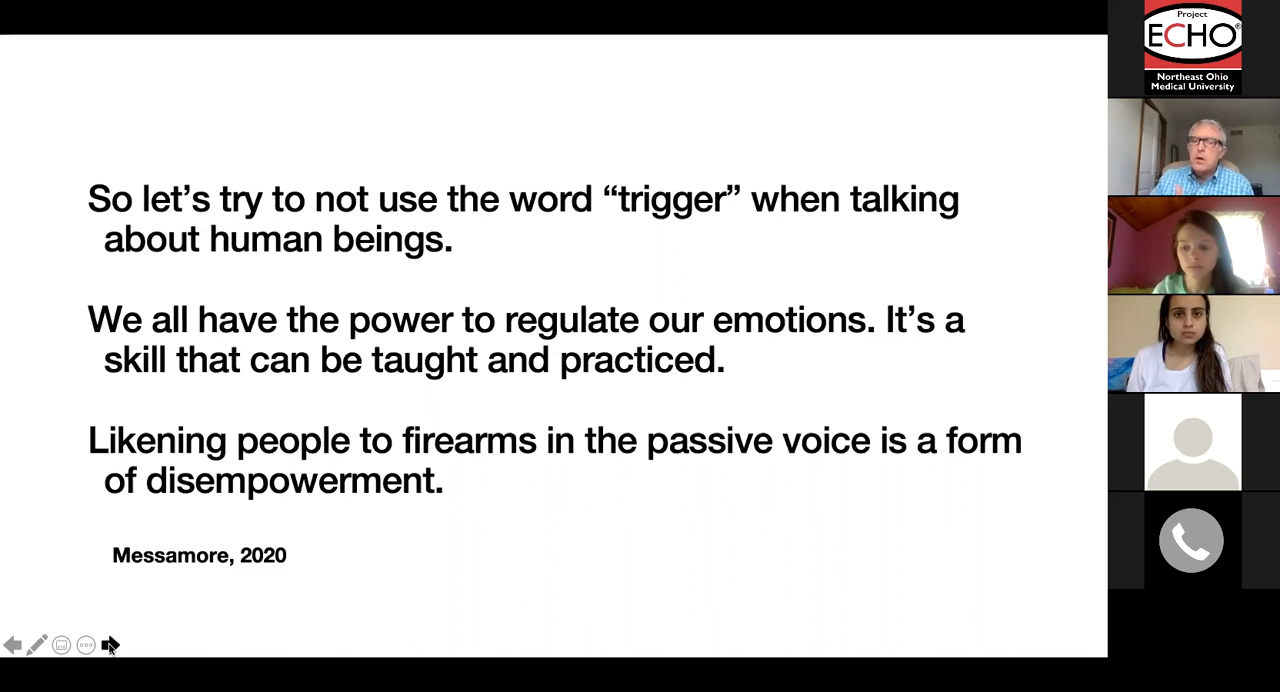 So let’s try to not use the word “trigger” when talking
about human beings.
We all have the power to regulate our emotions. It’s a
skill that can be taught and practiced.
Likening people to firearms in the passive voice is a form
of disempowerment.
Messamore, 2020
Project
ECHO®
Northeast Ohio
Medical University